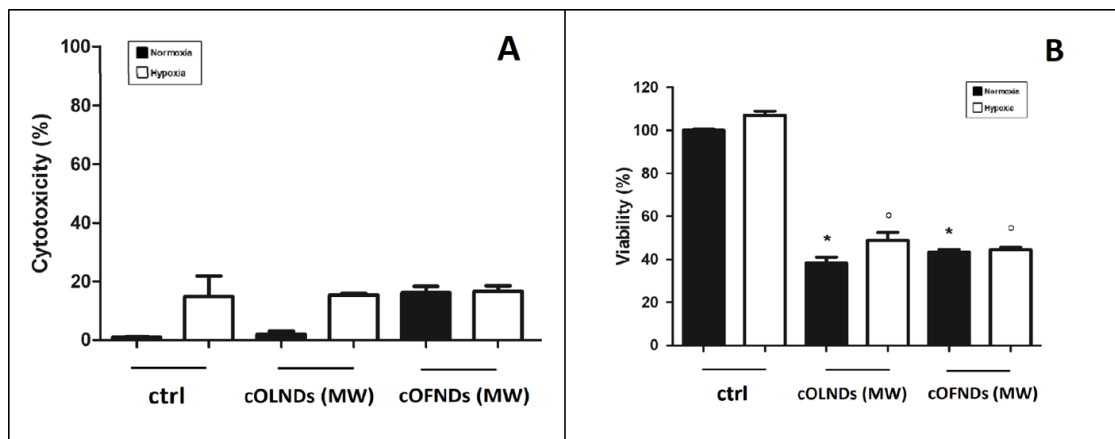 A
Normoxia
Hypoxia
Cytotoxicity (%)
100
80
60
40
20
0
ctrl
cOLNDs (MW)
cOFNDs (MW)
B
Normoxia
Hypoxia
Viability (%)
120
100
80
60
40
20
0
* ° * °
ctrl
cOLNDs (MW)
cOFNDs (MW)